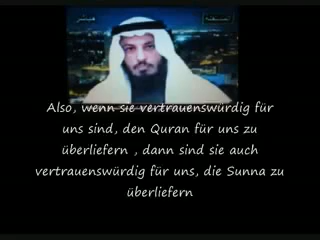 مباشر
Also, wenn sie vertrauenswürdig für
uns sind, den Quran für uns zu
überliefern , dann sind sie auch
vertrauenswürdig für uns, die Sunna zu
überliefern